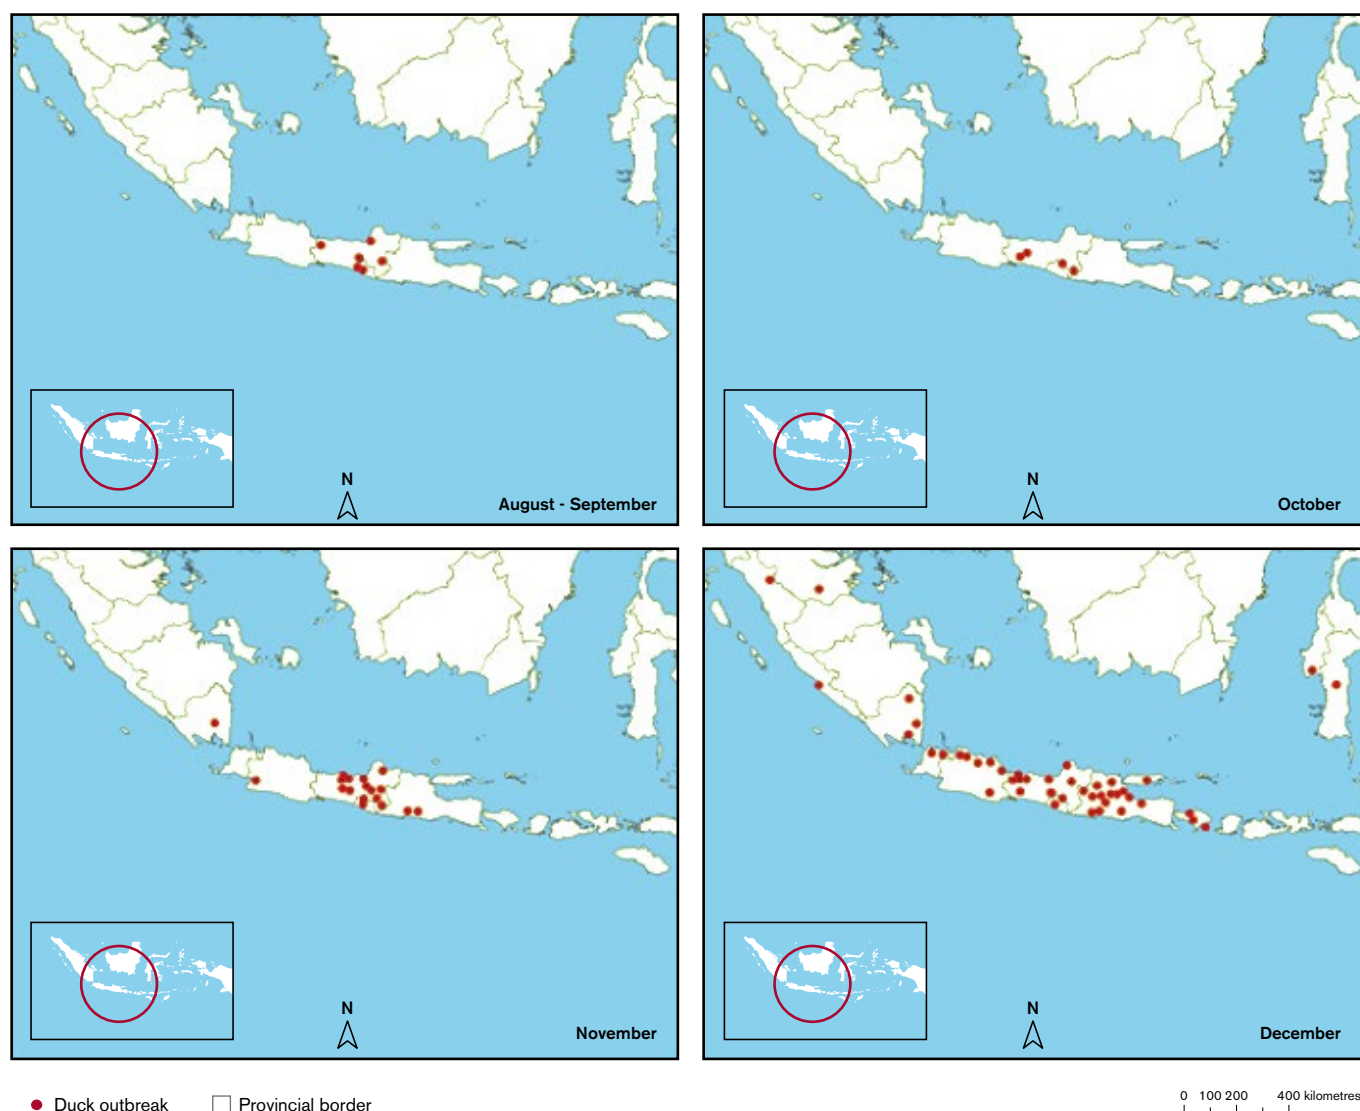 N
August - September
N
October
N
November
N
December
Duck outbreak
Provincial border
0 100 200 400 kilometres